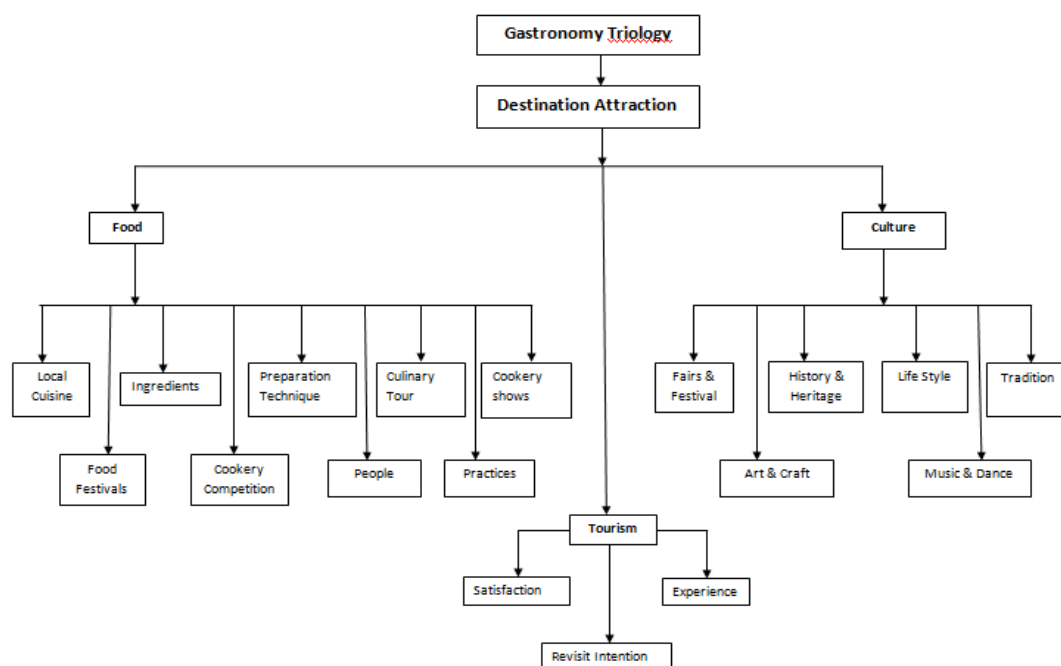 Gastronomy Triology
Destination Attraction
Food
Culture
Local
Cuisine
Ingredients
Preparation
Technique
Culinary
Tour
Cookery
shows
Fairs &
Festival
History &
Heritage
Life Style
Tradition
Food
Festivals
Cookery
Competition
People
Practices
Art & Craft
Music & Dance
Tourism
Satisfaction
Experience
Revisit Intention